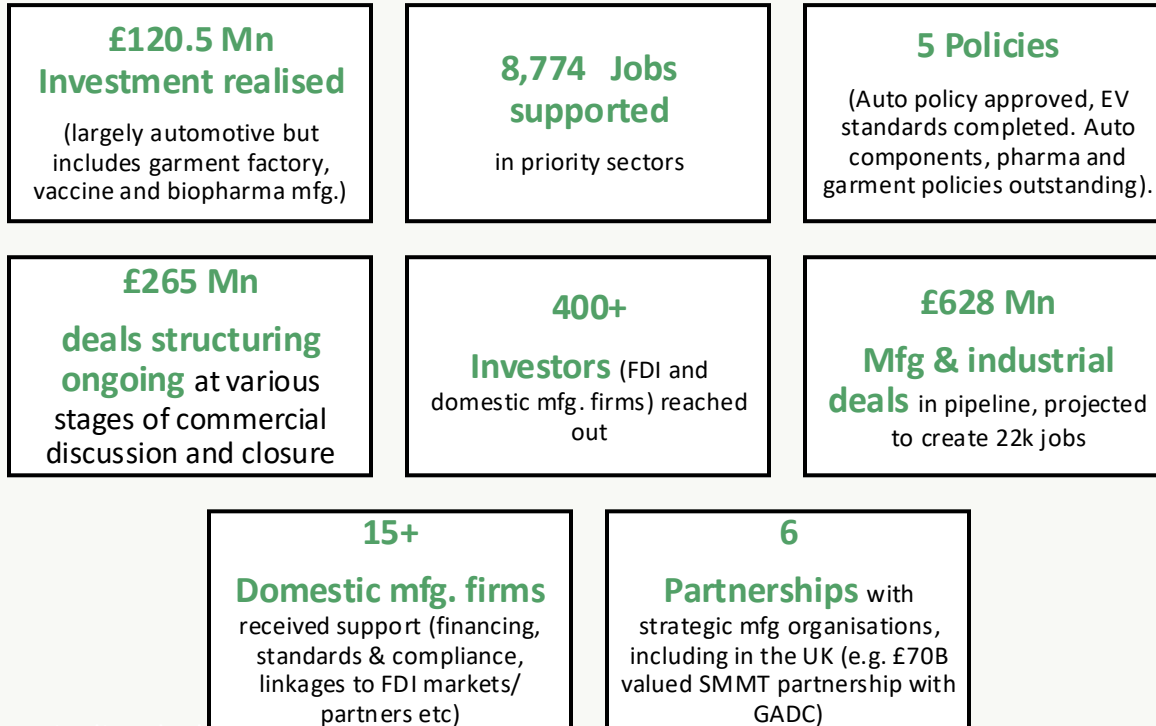 £120.5 Mn
Investment realised
(largely automotive but
includes garment factory,
vaccine and biopharma mfg.)
8,774 Jobs
supported
in priority sectors
5 Policies
(Auto policy approved, EV
standards completed. Auto
components, pharma and
garment policies outstanding).
£265 Mn
deals structuring
ongoing at various
stages of commercial
discussion and closure
400+
Investors (FDI and
domestic mfg. firms) reached
out
£628 Mn
Mfg & industrial
deals in pipeline, projected
to create 22k jobs
15+
Domestic mfg. firms
received support (financing,
standards & compliance,
linkages to FDI markets/
partners etc)
6
Partnerships with
strategic mfg organisations,
including in the UK (e.g. £70B
valued SMMT partnership with
GADC)